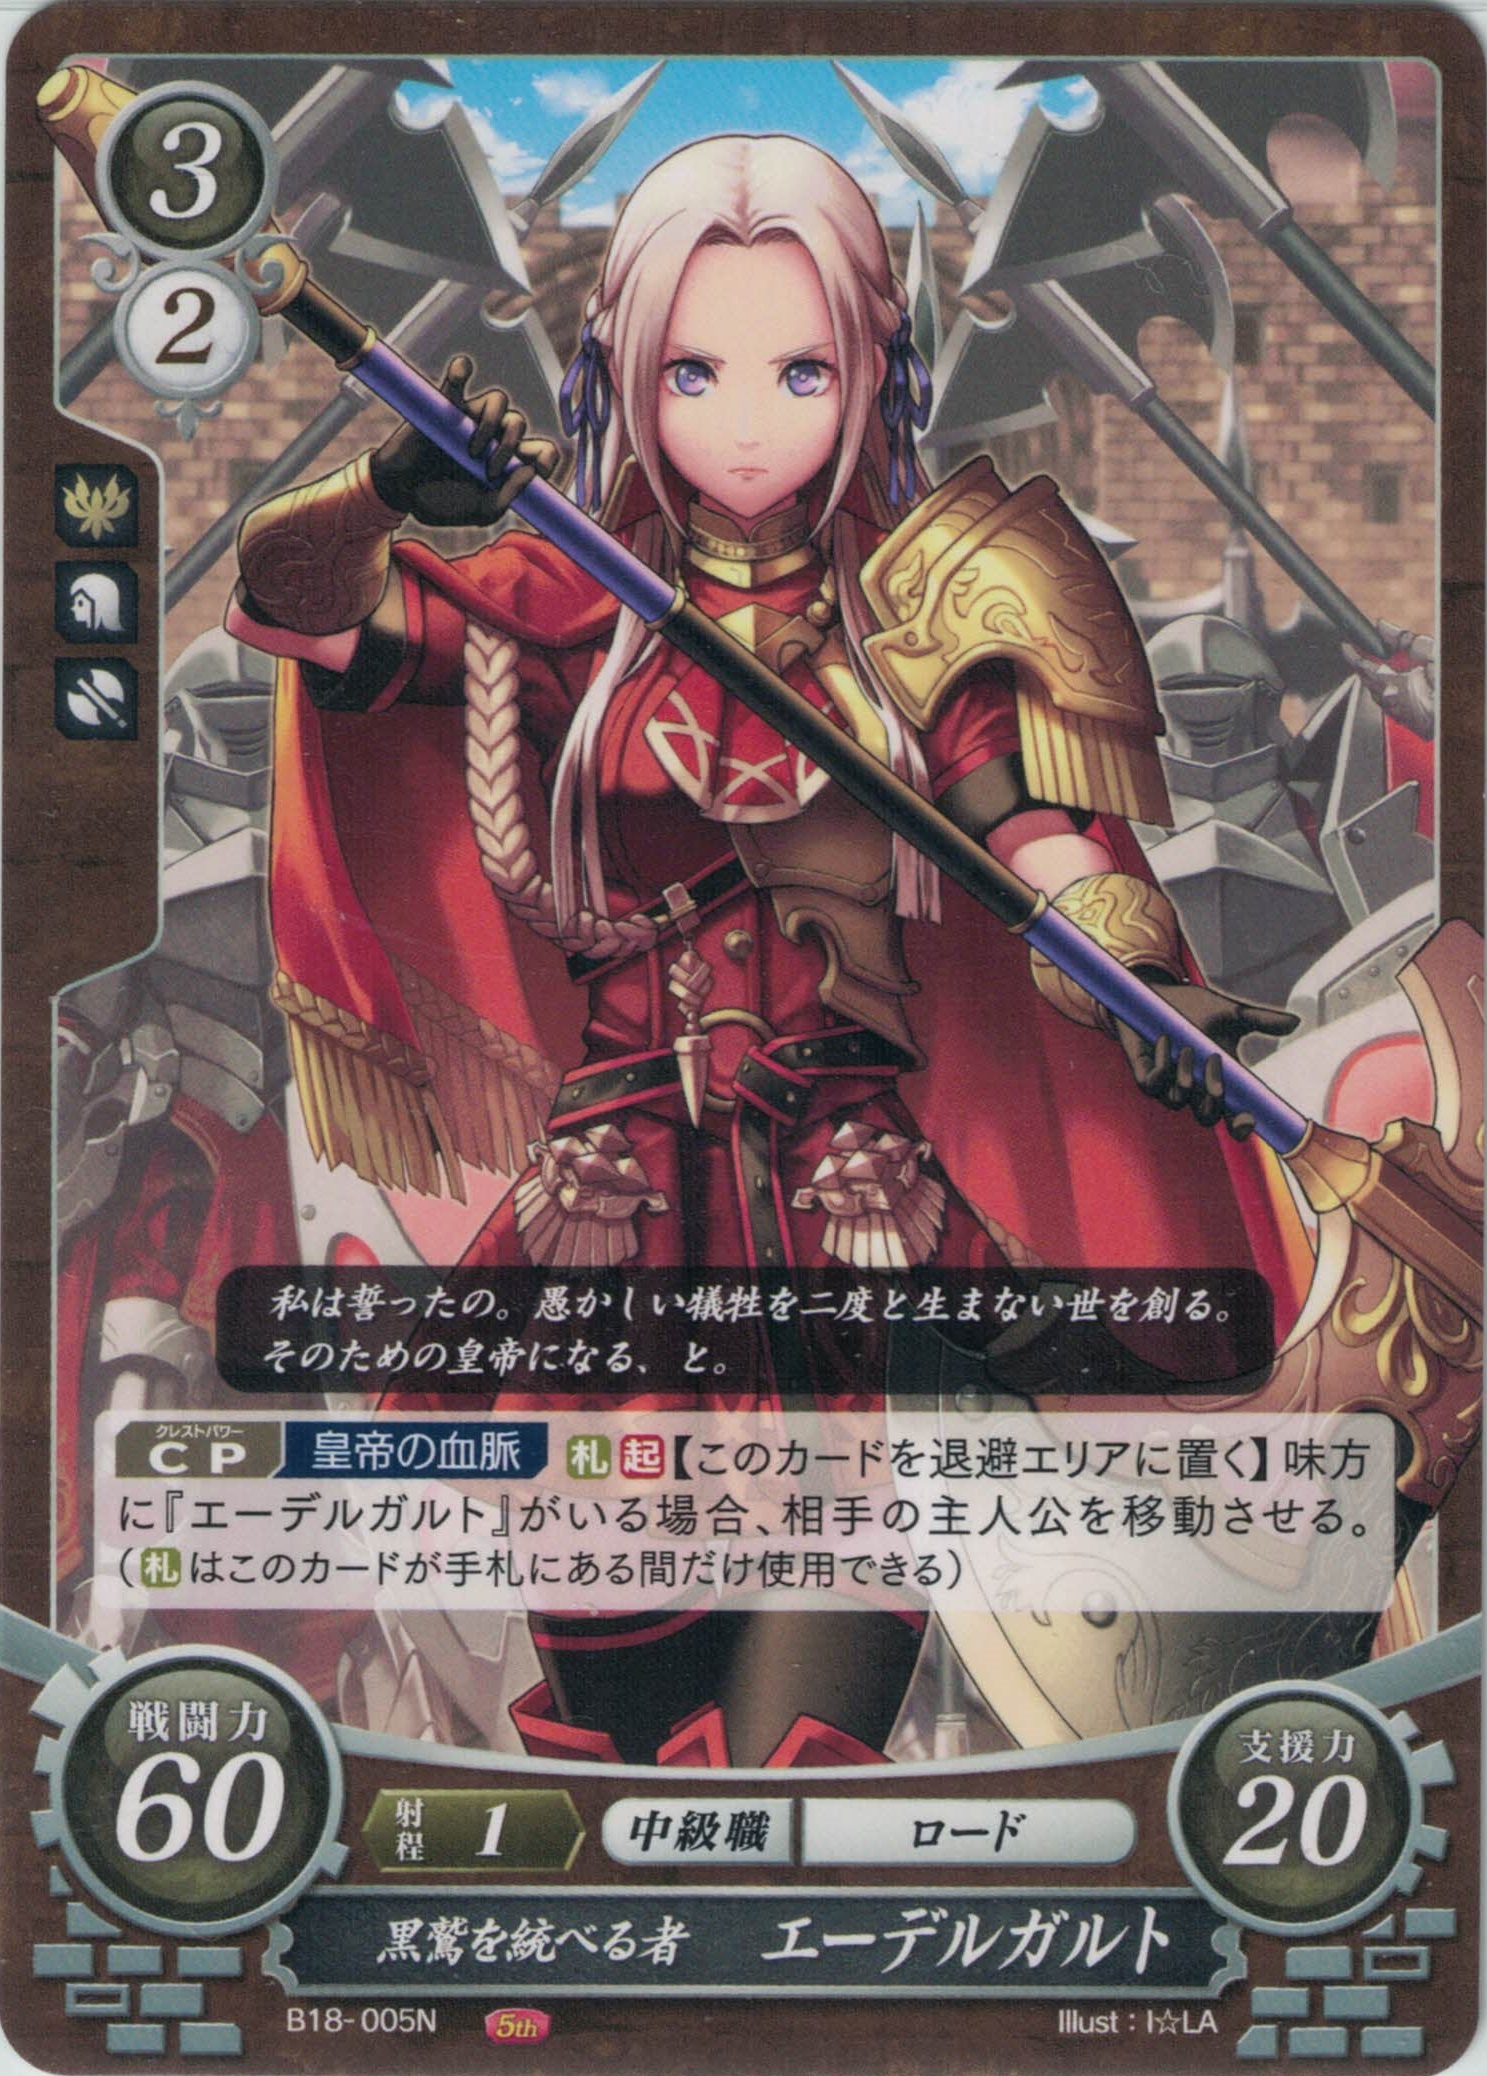 3
2
私は誓ったの。愚かしい犠牲を二度と生まない世を創る。
そのための皇帝になる、と。
クレストパワー
CP 皇帝の血脈 札 起【このカードを退避エリアに置く】味方
に『エーデルガルト』がいる場合、相手の主人公を移動させる。
(札はこのカードが手札にある間だけ使用できる)
戦闘力
60
射程 1
中級職 ロード
支援力
20
黒鷲を統べる者 エーデルガルト
B18-005N 5th Illust：I☆LA